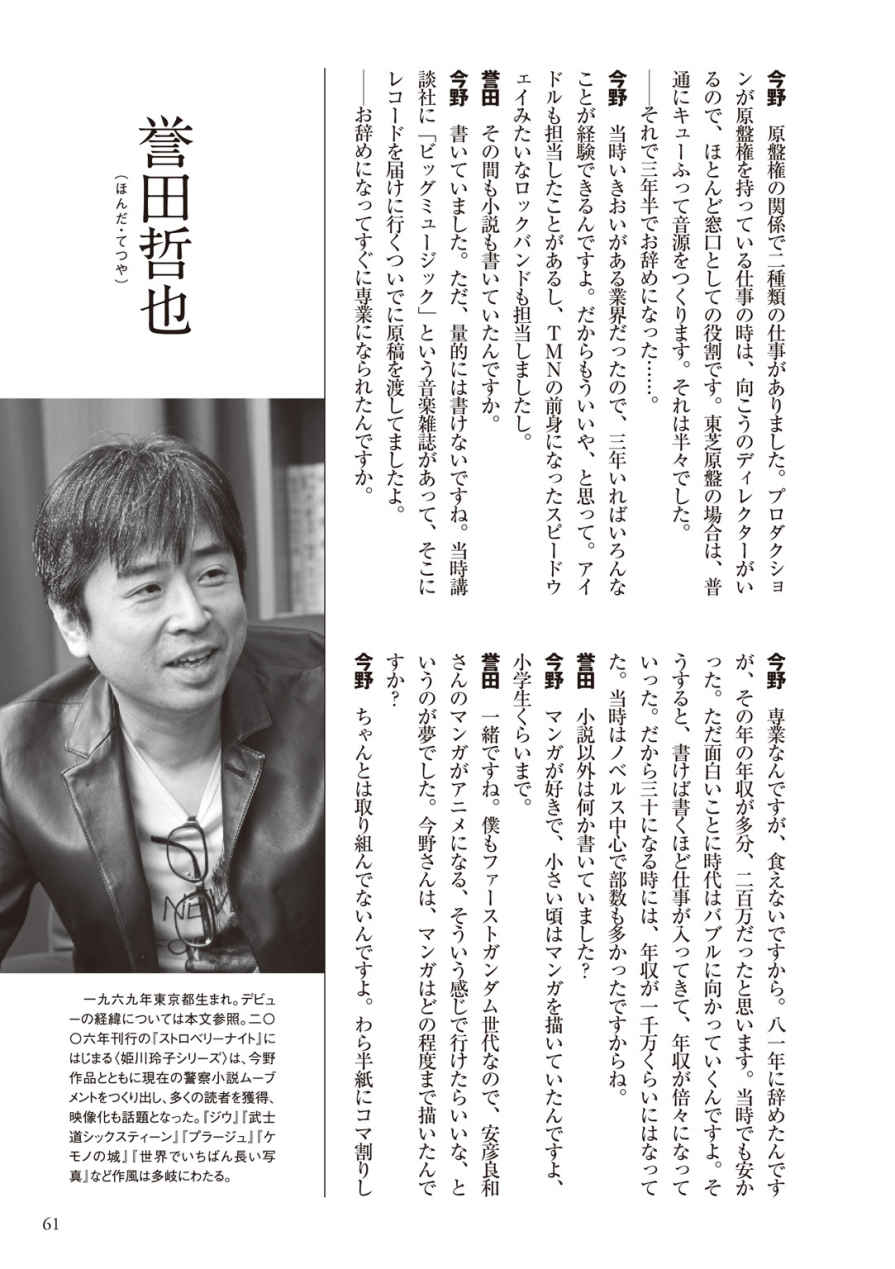 今野　原盤権の関係で二種類の仕事がありました。プロダクショ
ンが原盤権を持っている仕事の時は、向こうのディレクターがい
るので、ほとんど窓口としての役割です。東芝原盤の場合は、普
通にキューふって音源をつくります。それは半々でした。
――それで三年半でお辞めになった……。
今野　当時いきおいがある業界だったので、三年いればいろんな
ことが経験できるんですよ。だからもういいや、と思って。アイ
ドルも担当したことがあるし、ＴＭＮの前身になったスピードウ
ェイみたいなロックバンドも担当しましたし。
誉田　その間も小説も書いていたんですか。
今野　書いていました。ただ、量的には書けないですね。当時講
談社に「ビッグミュージック」という音楽雑誌があって、そこに
レコードを届けに行くついでに原稿を渡してましたよ。
――お辞めになってすぐに専業になられたんですか。
今野　専業なんですが、食えないですから。八一年に辞めたんです
が、その年の年収が多分、二百万だったと思います。当時でも安か
った。ただ面白いことに時代はバブルに向かっていくんですよ。そ
うすると、書けば書くほど仕事が入ってきて、年収が倍々になって
いった。だから三十になる時には、年収が一千万くらいにはなって
た。当時はノベルス中心で部数も多かったですからね。
誉田　小説以外は何か書いていました？
今野　マンガが好きで、小さい頃はマンガを描いていたんですよ、
小学生くらいまで。
誉田　一緒ですね。僕もファーストガンダム世代なので、安彦良和
さんのマンガがアニメになる、そういう感じで行けたらいいな、と
いうのが夢でした。今野さんは、マンガはどの程度まで描いたんで
すか？
今野　ちゃんとは取り組んでないんですよ。わら半紙にコマ割りし
誉田哲也
（ほんだ・てつや）
一九六九年東京都生まれ。デビュ
ーの経緯については本文参照。二〇
〇六年刊行の『ストロベリーナイト』に
はじまる〈姫川玲子シリーズ〉は、今野
作品とともに現在の警察小説ムーブ
メントをつくり出し、多くの読者を獲得、
映像化も話題となった。『ジウ』『武士
道シックスティーン』『プラージュ』『ケ
モノの城』『世界でいちばん長い写
真』など作風は多岐にわたる。
61